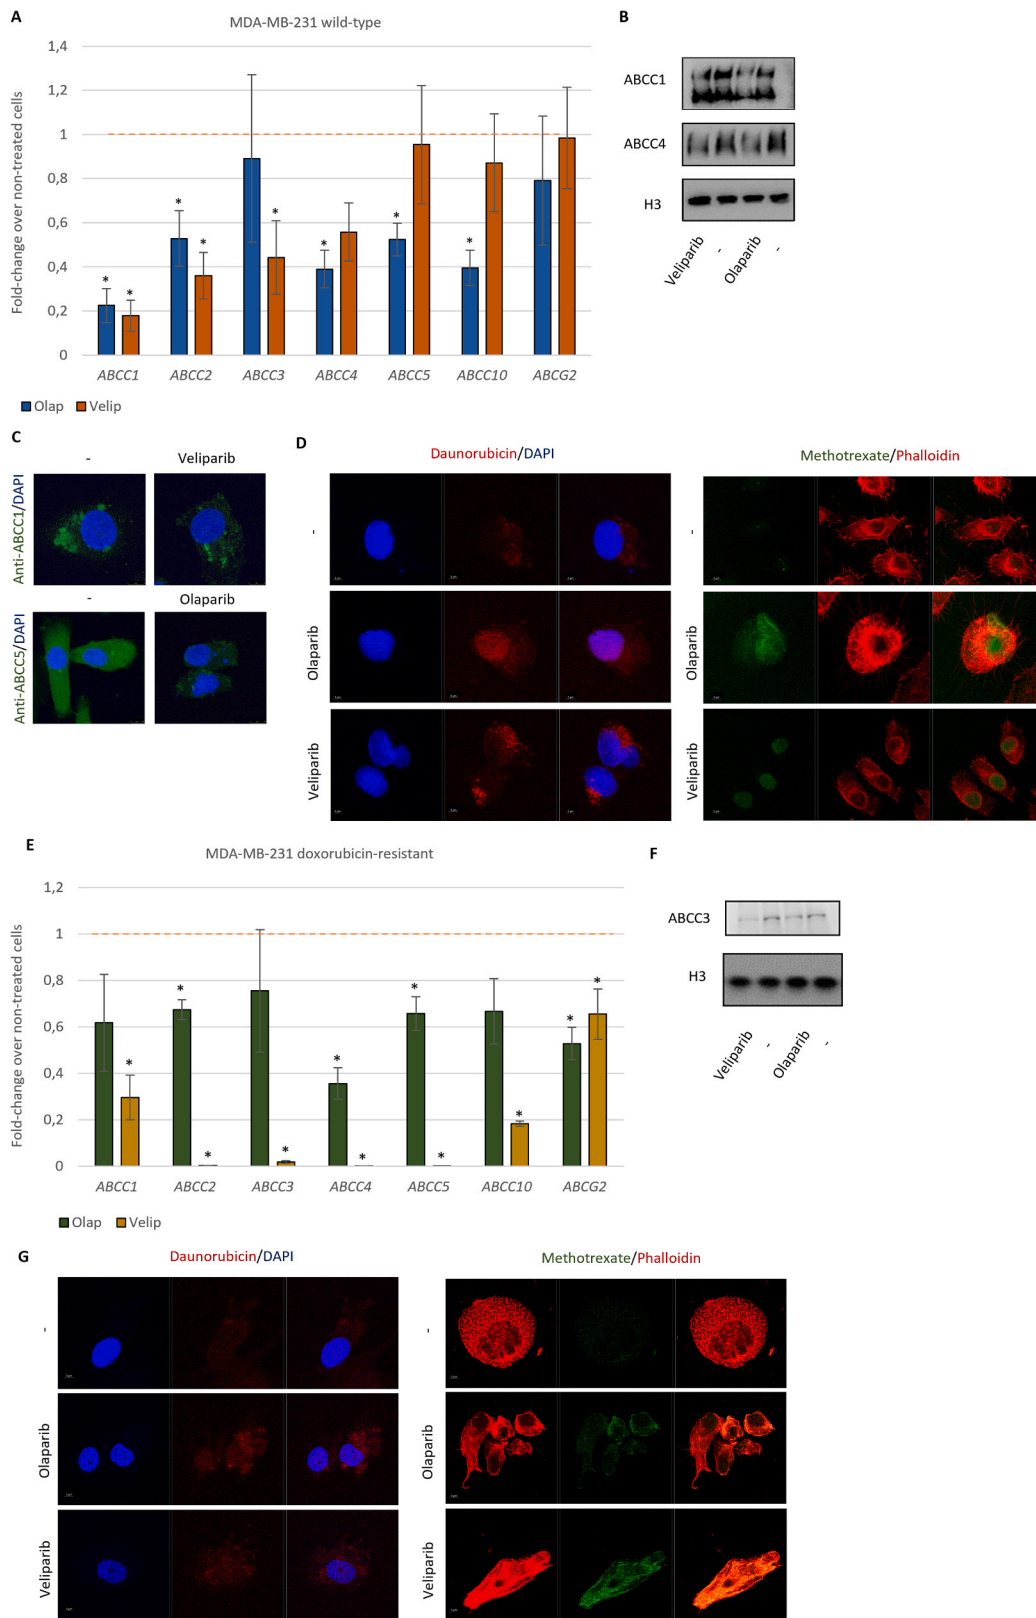 A
MDA-MB-231 wild-type
Fold-change over non-treated cells
1,4
1,2
1
0,8
0,6
0,4
0,2
0
* * * * * * * *
ABCC1 ABCC2 ABCC3 ABCC4 ABCC5 ABCC10 ABCG2
Olap Velip
B
ABCC1
ABCC4
H3
Veliparib - Olaparib -
C
- Veliparib
Anti-ABCC1/DAPI
- Olaparib
Anti-ABCC5/DAPI
D
Daunorubicin/DAPI
-
Olaparib
Veliparib
Methotrexate/Phalloidin
-
Olaparib
Veliparib
E
MDA-MB-231 doxorubicin-resistant
Fold-change over non-treated cells
1,2
1
0,8
0,6
0,4
0,2
0
* * * * * * * * * * *
ABCC1 ABCC2 ABCC3 ABCC4 ABCC5 ABCC10 ABCG2
Olap Velip
F
ABCC3
H3
Veliparib - Olaparib -
G
Daunorubicin/DAPI
-
Olaparib
Veliparib
Methotrexate/Phalloidin
-
Olaparib
Veliparib